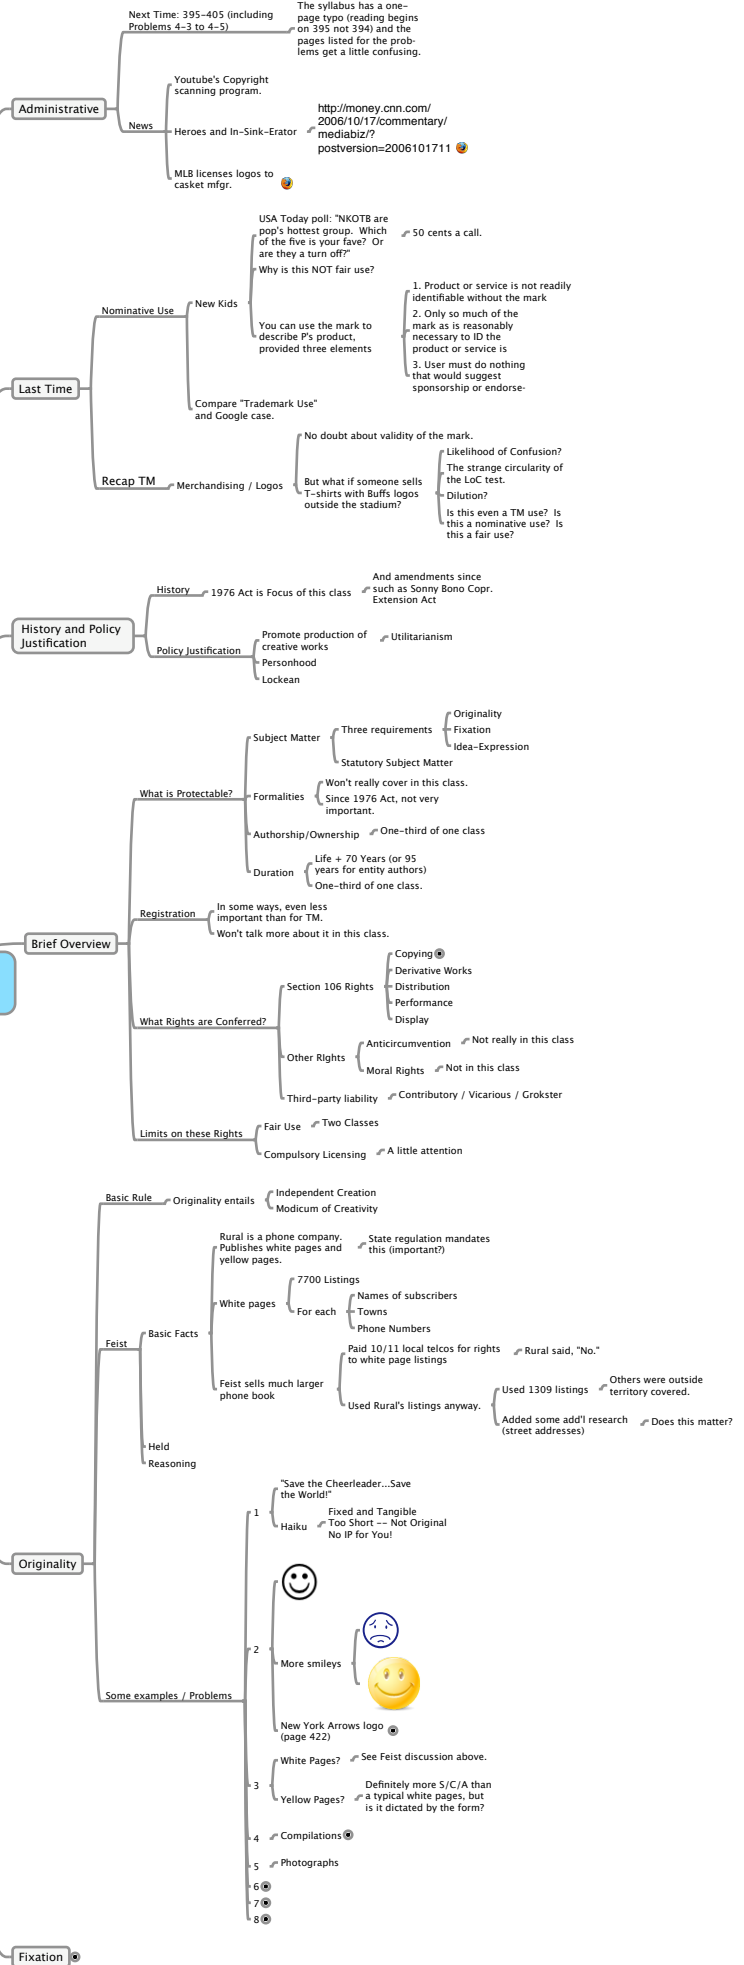 Administrative
Next Time: 395-405 (including
Problems 4-3 to 4-5)
The syllabus has a one-
page typo (reading begins
on 395 not 394) and the
pages listed for the prob-
lems get a little confusing.
News
Youtube's Copyright
scanning program.
Heroes and In-Sink-Erator
http://money.cnn.com/
2006/10/17/commentary/
mediabiz/?
postversion=2006101711
MLB licenses logos to
casket mfgr.
Last Time
Nominative Use
New Kids
USA Today poll: "NKOTB are
pop's hottest group.  Which
of the five is your fave?  Or
are they a turn off?"
50 cents a call.
Why is this NOT fair use?
You can use the mark to
describe P's product,
provided three elements
1. Product or service is not readily
identifiable without the mark
2. Only so much of the
mark as is reasonably
necessary to ID the
product or service is
3. User must do nothing
that would suggest
sponsorship or endorse-
Compare "Trademark Use"
and Google case.
Recap TM
Merchandising / Logos
No doubt about validity of the mark.
But what if someone sells
T-shirts with Buffs logos
outside the stadium?
Likelihood of Confusion?
The strange circularity of
the LoC test.
Dilution?
Is this even a TM use?  Is
this a nominative use?  Is
this a fair use?
History and Policy
Justification
History
1976 Act is Focus of this class
And amendments since
such as Sonny Bono Copr.
Extension Act
Policy Justification
Promote production of
creative works
Utilitarianism
Personhood
Lockean
Brief Overview
What is Protectable?
Subject Matter
Three requirements
Originality
Fixation
Idea-Expression
Statutory Subject Matter
Formalities
Won't really cover in this class.
Since 1976 Act, not very
important.
Authorship/Ownership
One-third of one class
Duration
Life + 70 Years (or 95
years for entity authors)
One-third of one class.
Registration
In some ways, even less
important than for TM.
Won't talk more about it in this class.
What Rights are Conferred?
Section 106 Rights
Copying
Derivative Works
Distribution
Performance
Display
Other RIghts
Anticircumvention
Not really in this class
Moral Rights
Not in this class
Third-party liability
Contributory / Vicarious / Grokster
Limits on these Rights
Fair Use
Two Classes
Compulsory Licensing
A little attention
Originality
Basic Rule
Originality entails
Independent Creation
Modicum of Creativity
Feist
Basic Facts
Rural is a phone company.
Publishes white pages and
yellow pages.
State regulation mandates
this (important?)
White pages
7700 Listings
For each
Names of subscribers
Towns
Phone Numbers
Feist sells much larger
phone book
Paid 10/11 local telcos for rights
to white page listings
Rural said, "No."
Used Rural's listings anyway.
Used 1309 listings
Others were outside
territory covered.
Added some add'l research
(street addresses)
Does this matter?
Held
Reasoning
Some examples / Problems
1
"Save the Cheerleader...Save
the World!"
Haiku
Fixed and Tangible
Too Short -- Not Original
No IP for You!
2
More smileys
New York Arrows logo
(page 422)
3
White Pages?
See Feist discussion above.
Yellow Pages?
Definitely more S/C/A than
a typical white pages, but
is it dictated by the form?
4
Compilations
5
Photographs
6
7
8
Fixation